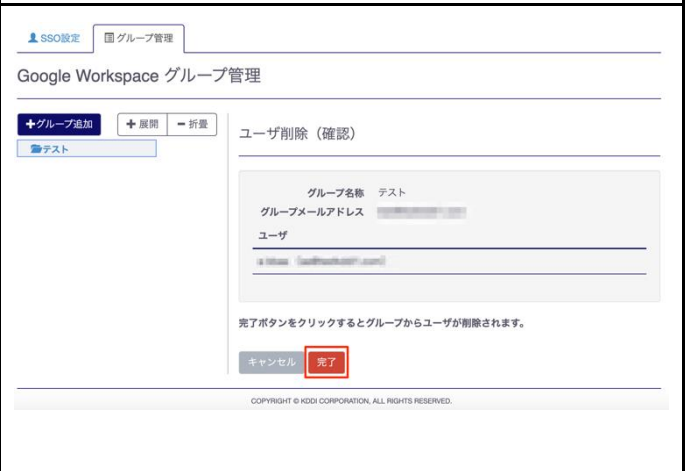 SSO設定 グループ管理
Google Workspace グループ管理
+グループ追加 + 展開 - 折畳
テスト
ユーザ削除（確認）
グループ名称 テスト
グループメールアドレス
ユーザ
完了ボタンをクリックするとグループからユーザが削除されます。
キャンセル 完了
COPYRIGHT © KDDI CORPORATION, ALL RIGHTS RESERVED.